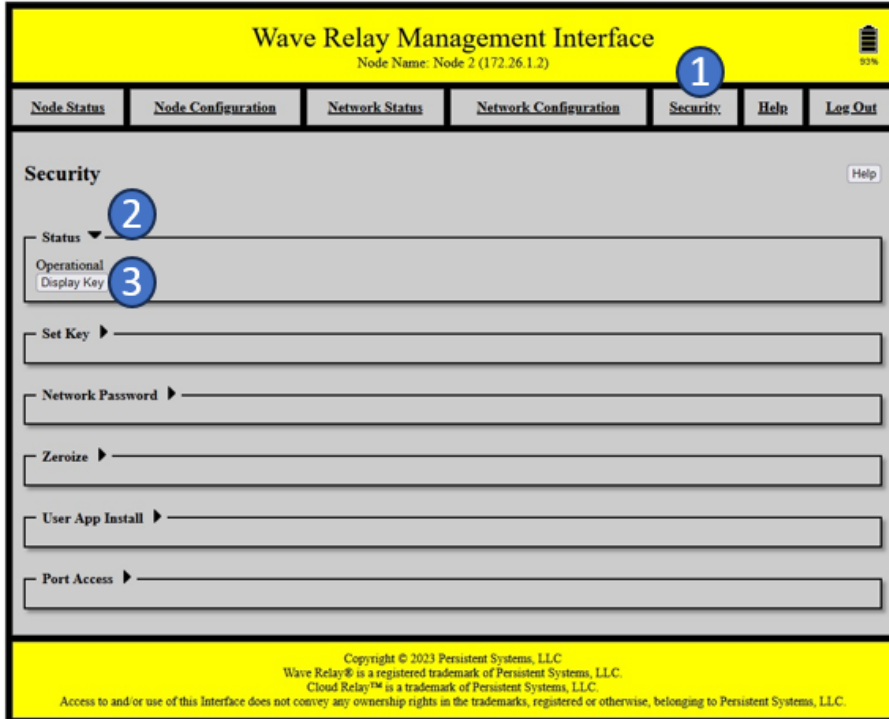 Wave Relay Management Interface
Node Name: Node 2 (172.26.1.2)
93%
1
Node Status Node Configuration Network Status Network Configuration Security Help Log Out
Security
Help
2
Status
Operational
Display Key
3
Set Key
Network Password
Zeroize
User App Install
Port Access
Copyright © 2023 Persistent Systems, LLC
Wave Relay® is a registered trademark of Persistent Systems, LLC.
Cloud Relay™ is a trademark of Persistent Systems, LLC.
Access to and/or use of this Interface does not convey any ownership rights in the trademarks, registered or otherwise, belonging to Persistent Systems, LLC.